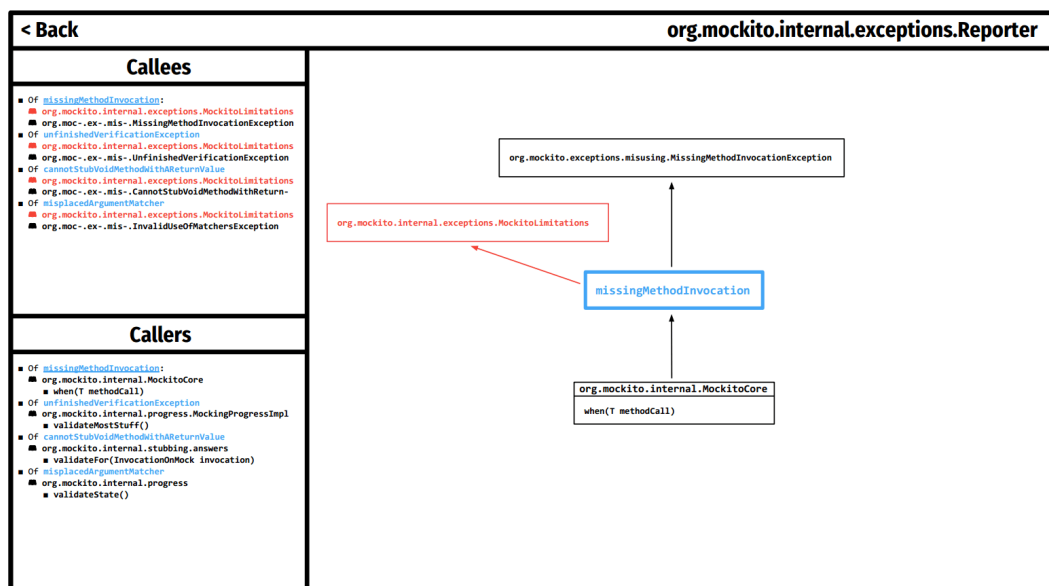 < Back
org.mockito.internal.exceptions.Reporter
Callees
Of missingMethodInvocation:
org.mockito.internal.exceptions.MockitoLimitations
org.moc-.ex-.mis-.MissingMethodInvocationException
Of unfinishedVerificationException
org.mockito.internal.exceptions.MockitoLimitations
org.moc-.ex-.mis-.UnfinishedVerificationException
Of cannotStubVoidMethodWithAReturnValue
org.mockito.internal.exceptions.MockitoLimitations
org.moc-.ex-.mis-.CannotStubVoidMethodWithReturn-
Of misplacedArgumentMatcher
org.mockito.internal.exceptions.MockitoLimitations
org.moc-.ex-.mis-.InvalidUseOfMatchersException
Callers
Of missingMethodInvocation:
org.mockito.internal.MockitoCore
when(T methodCall)
Of unfinishedVerificationException
org.mockito.internal.progress.MockingProgressImpl
validateMostStuff()
Of cannotStubVoidMethodWithAReturnValue
org.mockito.internal.stubbing.answers
validateFor(InvocationOnMock invocation)
Of misplacedArgumentMatcher
org.mockito.internal.progress
validateState()
org.mockito.exceptions.misusing.MissingMethodInvocationException
org.mockito.internal.exceptions.MockitoLimitations
missingMethodInvocation
org.mockito.internal.MockitoCore
when(T methodCall)